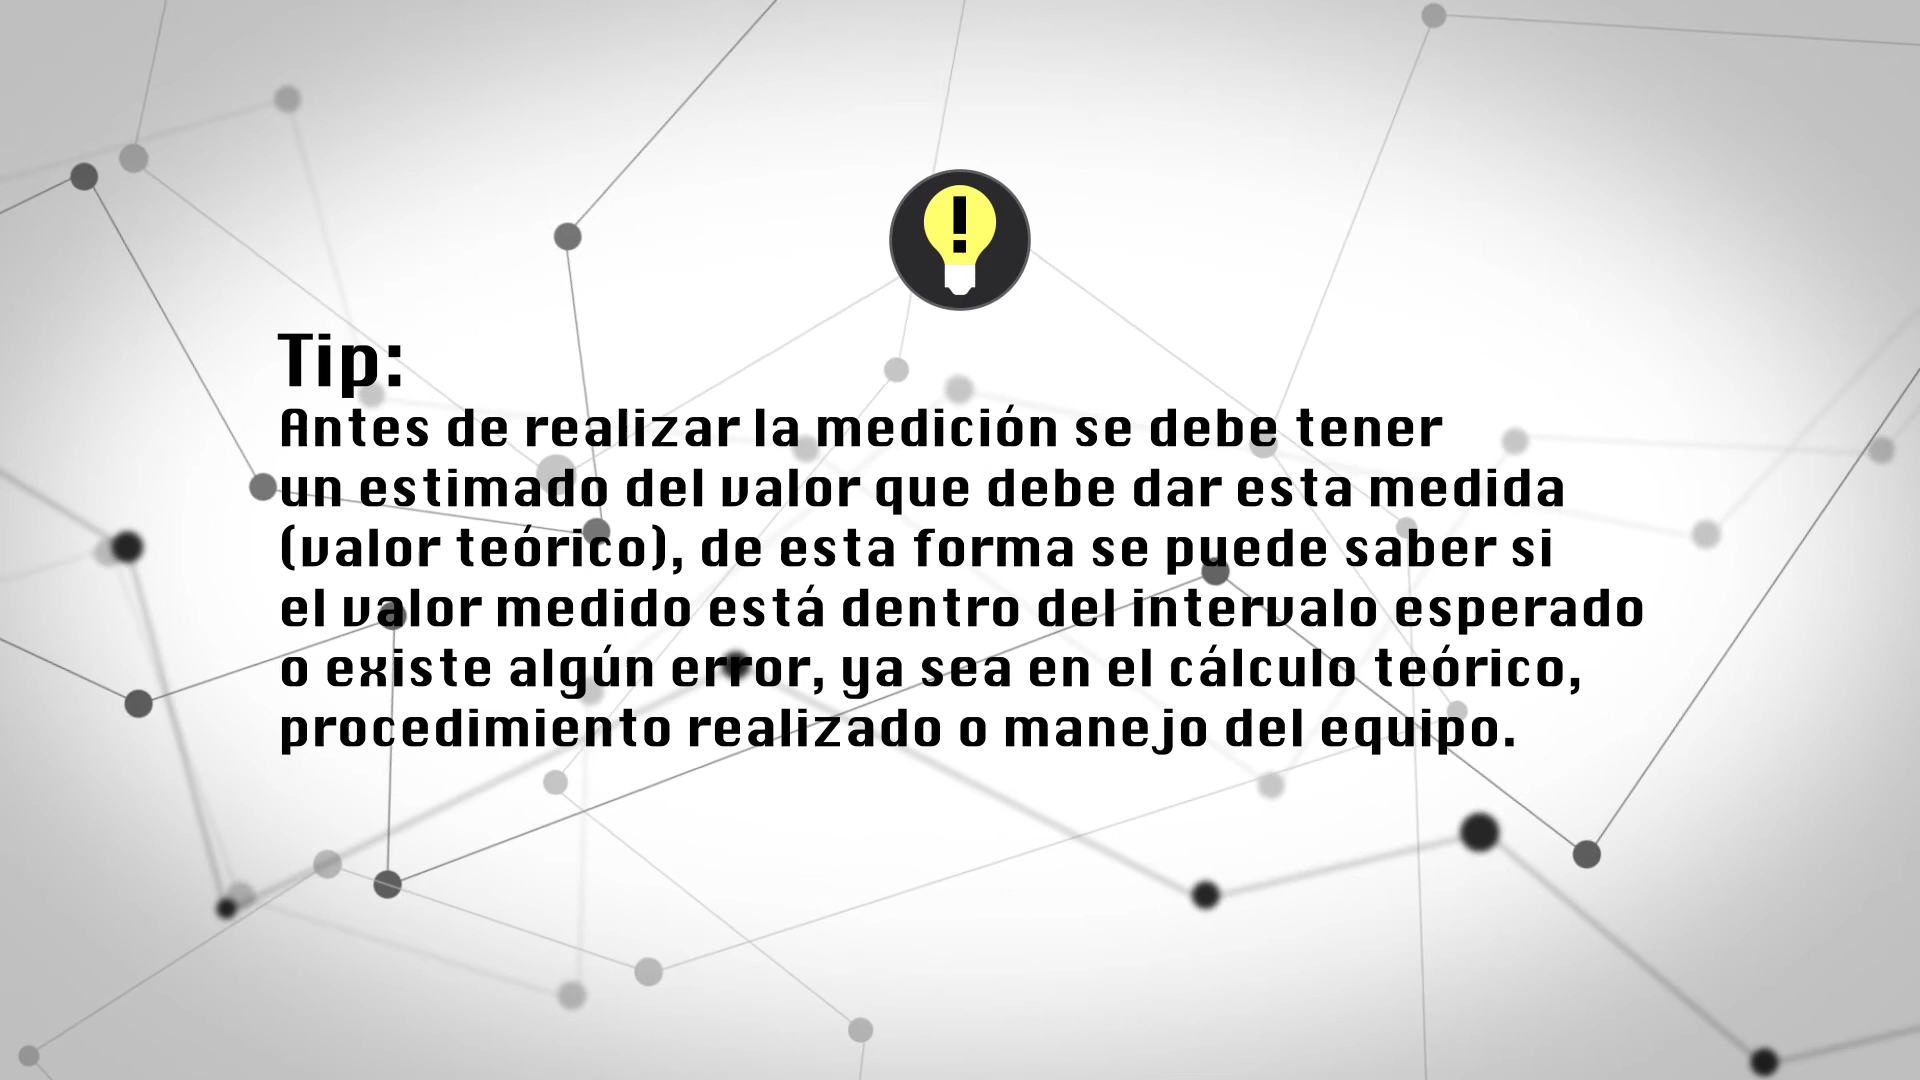 Tip:
Antes de realizar la medición se debe tener
un estimado del valor que debe dar esta medida
(valor teórico), de esta forma se puede saber si
el valor medido está dentro del intervalo esperado
o existe algún error, ya sea en el cálculo teórico,
procedimiento realizado o manejo del equipo.